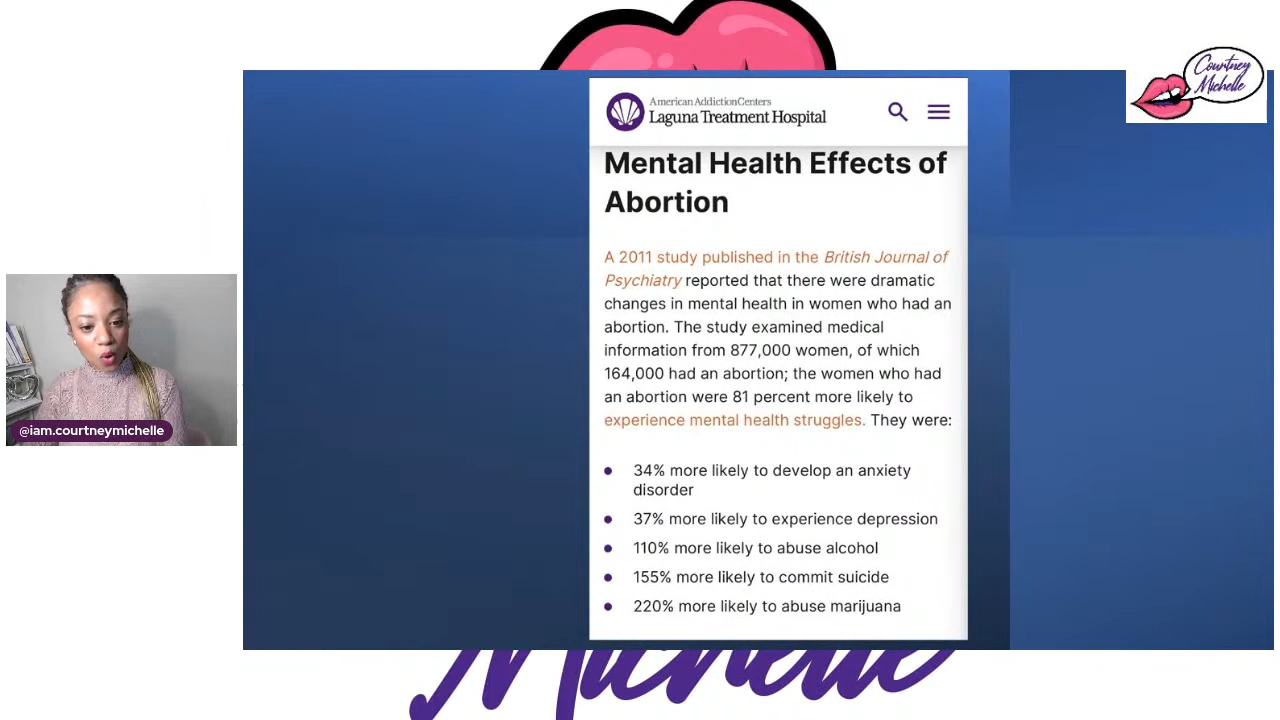 Courtney
Michelle
American AddictionCenters
Laguna Treatment Hospital
Mental Health Effects of
Abortion
A 2011 study published in the British Journal of
Psychiatry reported that there were dramatic
changes in mental health in women who had an
abortion. The study examined medical
information from 877,000 women, of which
164,000 had an abortion; the women who had
an abortion were 81 percent more likely to
experience mental health struggles. They were:
34% more likely to develop an anxiety
disorder
37% more likely to experience depression
110% more likely to abuse alcohol
155% more likely to commit suicide
220% more likely to abuse marijuana
@iam.courtneymichelle
Michelle